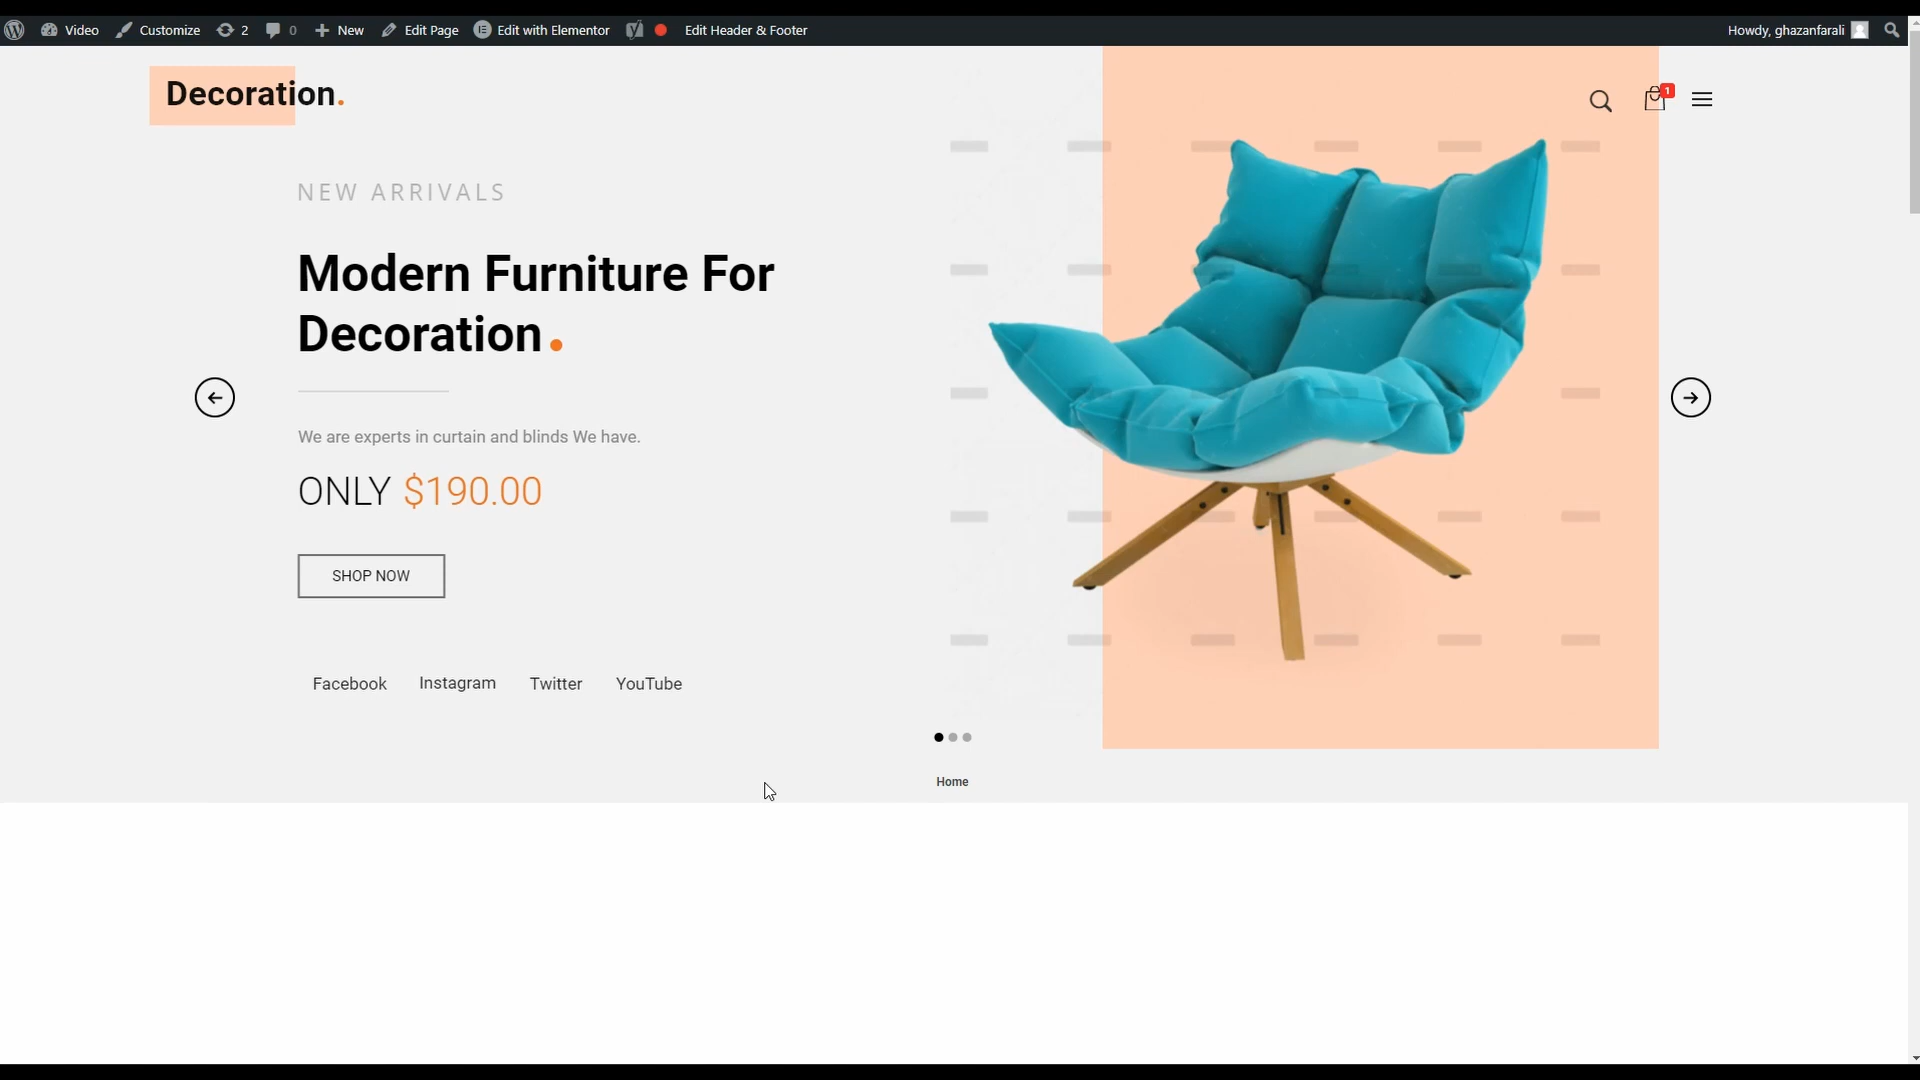 Video Customize 2 0 New Edit Page Edit with Elementor Edit Header & Footer Howdy, ghazanfarali
Decoration.
1
NEW ARRIVALS
Modern Furniture For
Decoration.
We are experts in curtain and blinds We have.
ONLY $190.00
SHOP NOW
Facebook Instagram Twitter YouTube
Home